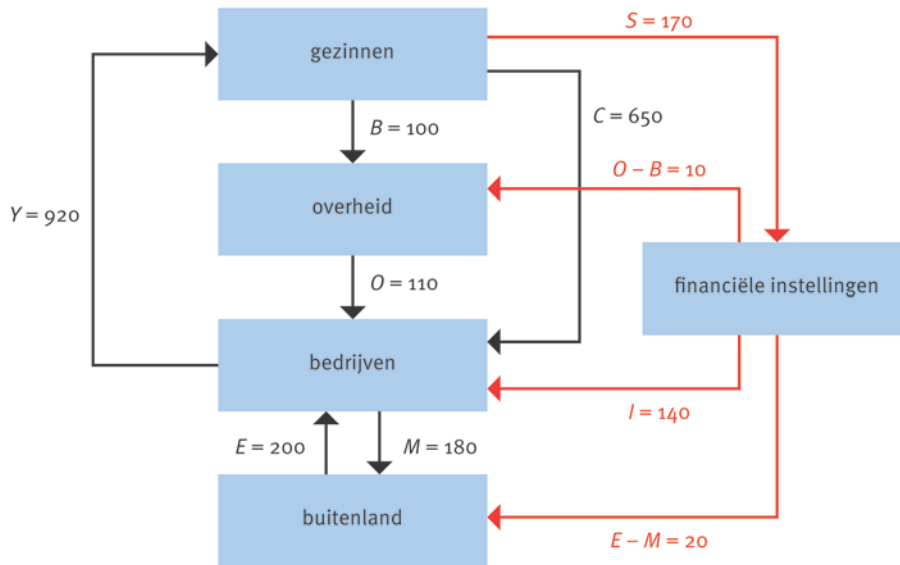 S = 170
gezinnen
C = 650
B = 100
O – B = 10
overheid
Y = 920
financiële instellingen
O = 110
bedrijven
I = 140
E = 200
M = 180
buitenland
E – M = 20